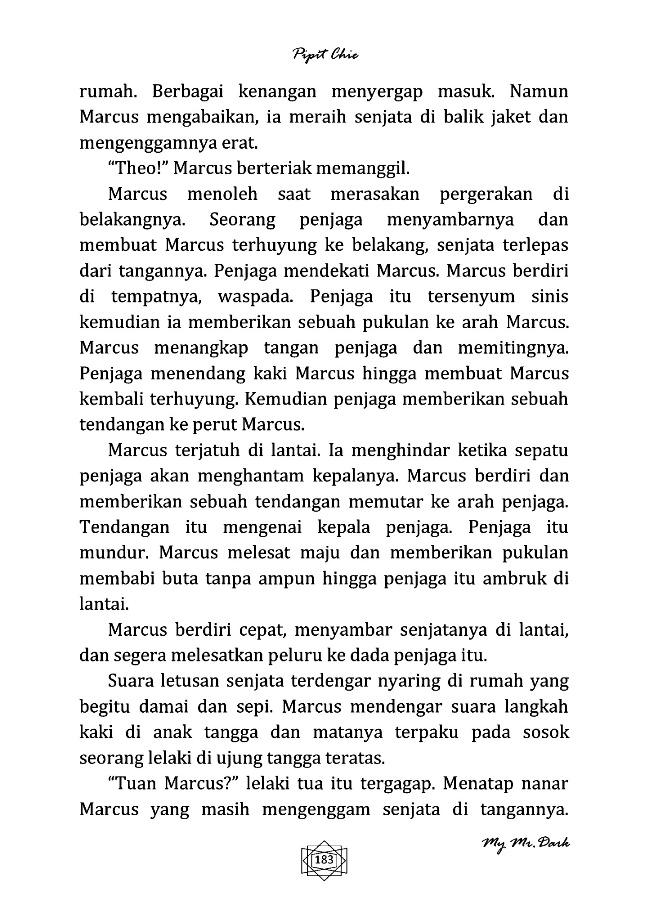 Pipit Chie
rumah. Berbagai kenangan menyergap masuk. Namun
Marcus mengabaikan, ia meraih senjata di balik jaket dan
mengenggamnya erat.
“Theo!” Marcus berteriak memanggil.
Marcus menoleh saat merasakan pergerakan di
belakangnya. Seorang penjaga menyambarnya dan
membuat Marcus terhuyung ke belakang, senjata terlepas
dari tangannya. Penjaga mendekati Marcus. Marcus berdiri
di tempatnya, waspada. Penjaga itu tersenyum sinis
kemudian ia memberikan sebuah pukulan ke arah Marcus.
Marcus menangkap tangan penjaga dan memitingnya.
Penjaga menendang kaki Marcus hingga membuat Marcus
kembali terhuyung. Kemudian penjaga memberikan sebuah
tendangan ke perut Marcus.
Marcus terjatuh di lantai. Ia menghindar ketika sepatu
penjaga akan menghantam kepalanya. Marcus berdiri dan
memberikan sebuah tendangan memutar ke arah penjaga.
Tendangan itu mengenai kepala penjaga. Penjaga itu
mundur. Marcus melesat maju dan memberikan pukulan
membabi buta tanpa ampun hingga penjaga itu ambruk di
lantai.
Marcus berdiri cepat, menyambar senjatanya di lantai,
dan segera melesatkan peluru ke dada penjaga itu.
Suara letusan senjata terdengar nyaring di rumah yang
begitu damai dan sepi. Marcus mendengar suara langkah
kaki di anak tangga dan matanya terpaku pada sosok
seorang lelaki di ujung tangga teratas.
“Tuan Marcus?” lelaki tua itu tergagap. Menatap nanar
Marcus yang masih mengenggam senjata di tangannya.
My Mr. Dark
183